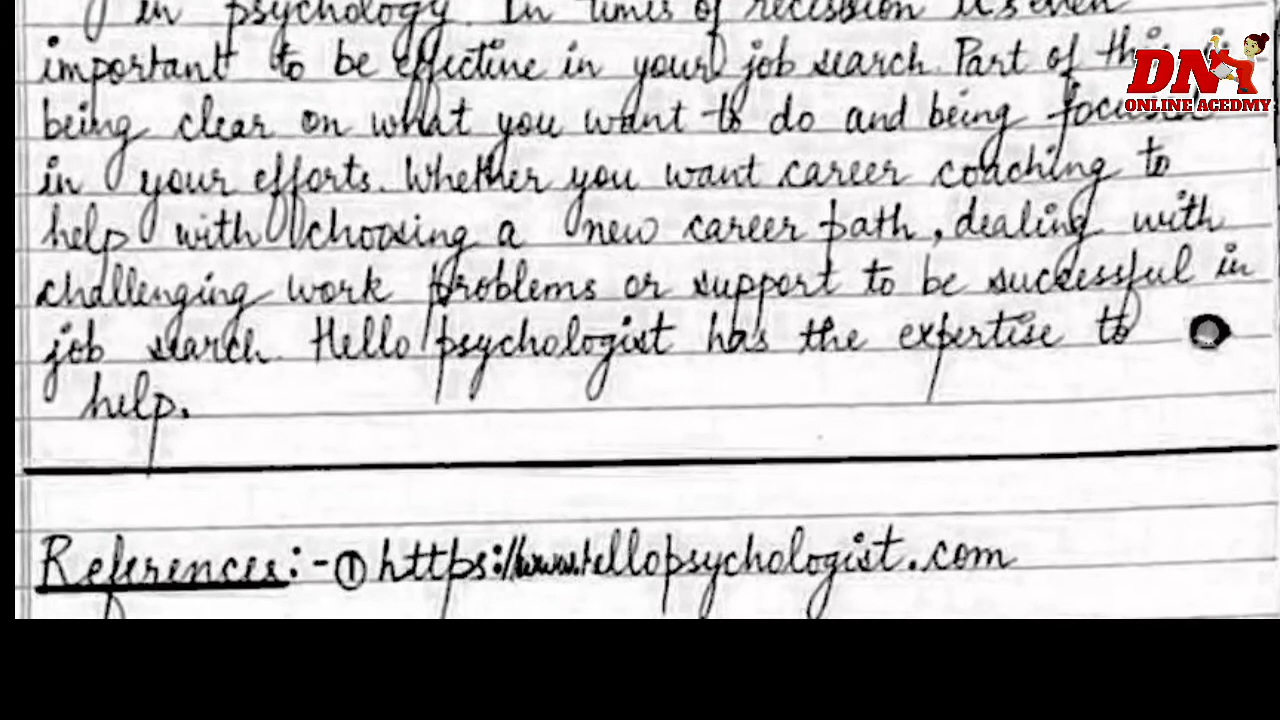 in psychology. In times of recession it's even
important to be effective in your job search. Part of this is
being clear on what you want to do and being focused
in your efforts. Whether you want career coaching to
help with choosing a new career path, dealing with
challenging work problems or support to be successful in
job search. Hello psychologist has the expertise to
help.
References:- ① https://www.hellopsychologist.com
DN
ONLINE ACEDMY